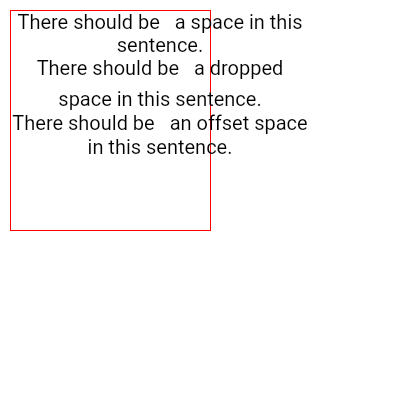 There should be   a space in this
sentence.
There should be   a dropped
space in this sentence.
There should be   an offset space
in this sentence.